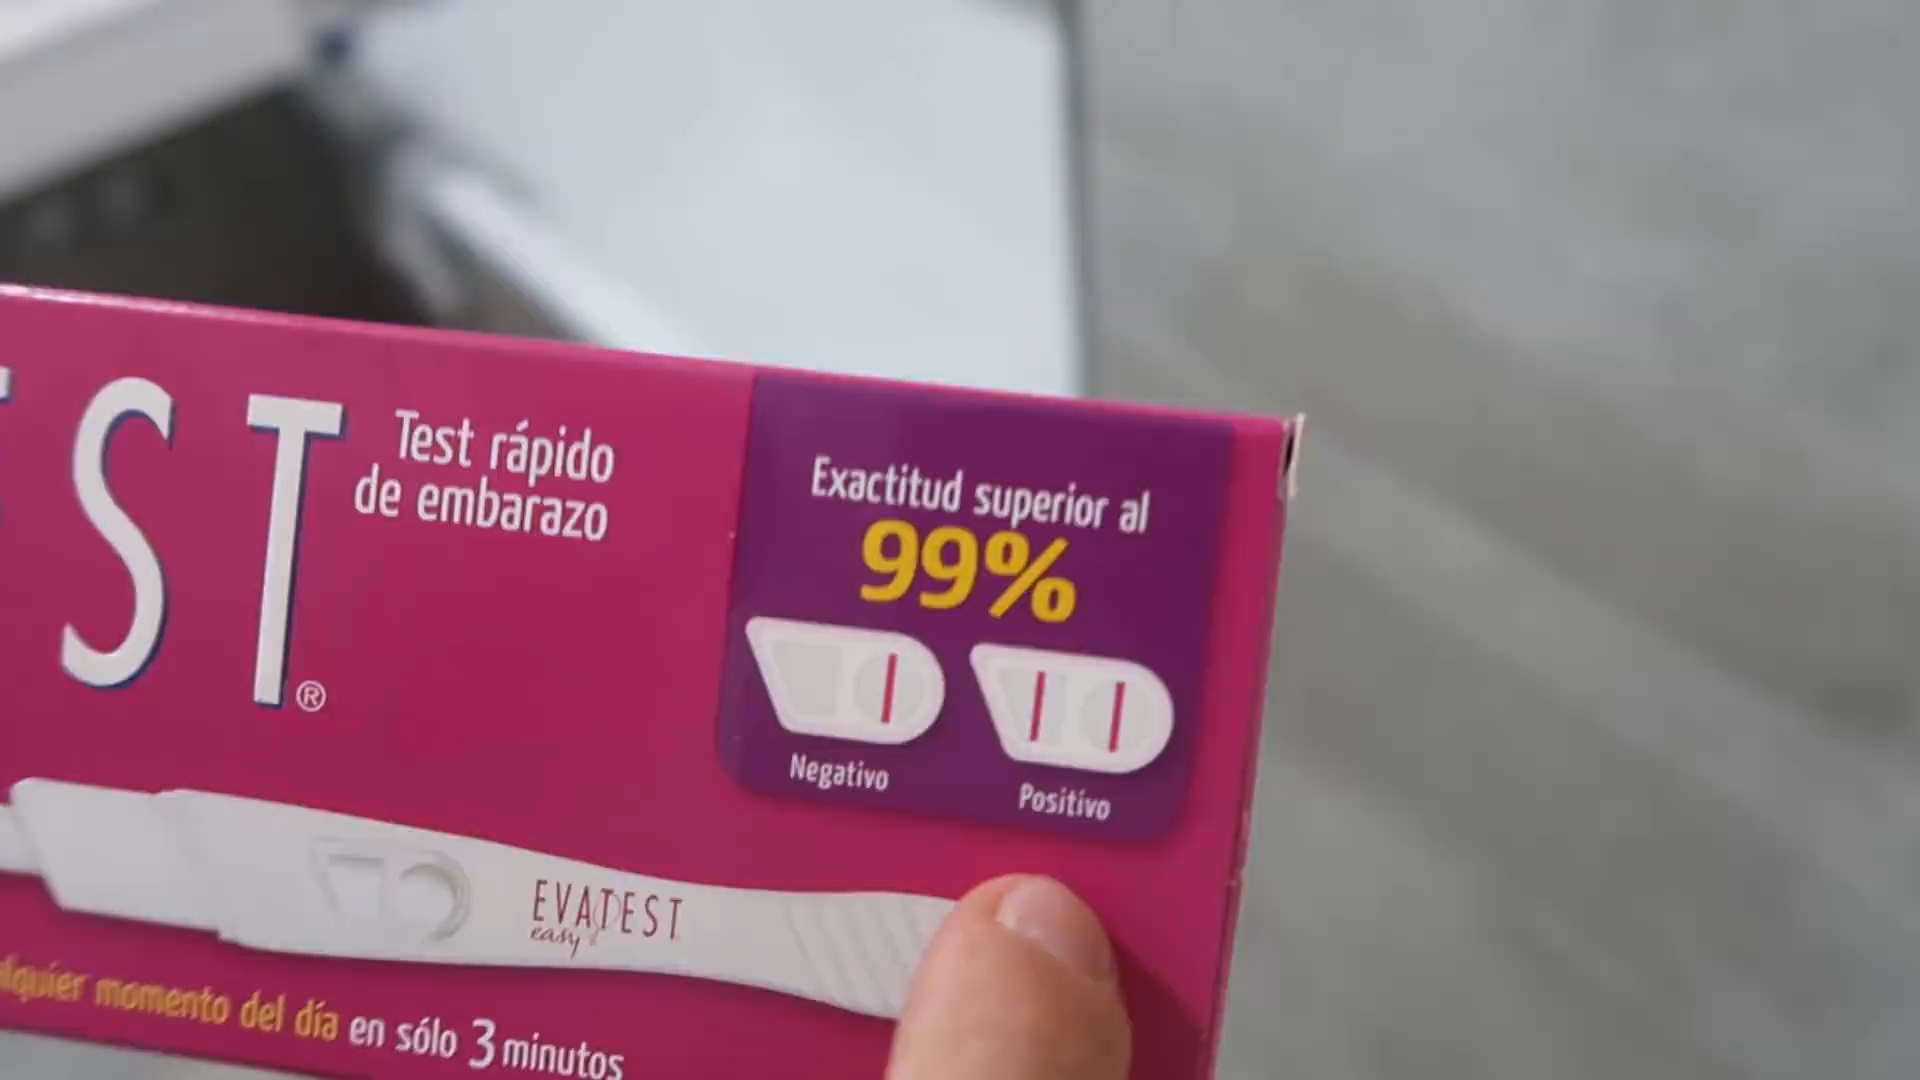 ST®
Test rápido
de embarazo
Exactitud superior al
99%
Negativo
Positivo
EVATEST
easy
momento del día en sólo 3 minutos